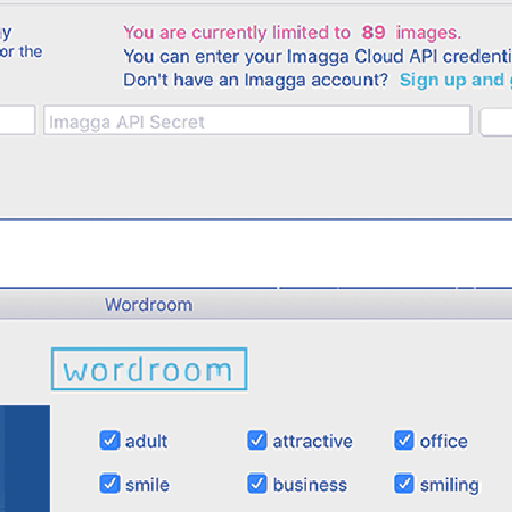 You are currently limited to 89 images.
or the
You can enter your Imagga Cloud API
Don't have an Imagga account? Sign up and
Imagga API Secret
Wordroom
wordroom
adult attractive office
smile business smiling